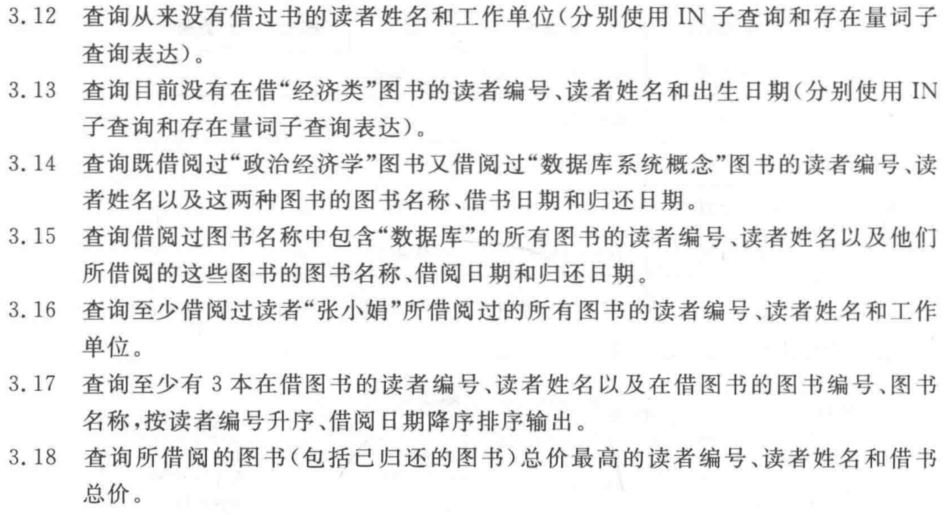 3.12 查询从来没有借过书的读者姓名和工作单位(分别使用 IN 子查询和存在量词子
查询表达)。
3.13 查询目前没有在借“经济类”图书的读者编号、读者姓名和出生日期(分别使用 IN
子查询和存在量词子查询表达)。
3.14 查询既借阅过“政治经济学”图书又借阅过“数据库系统概念”图书的读者编号、读
者姓名以及这两种图书的图书名称、借书日期和归还日期。
3.15 查询借阅过图书名称中包含“数据库”的所有图书的读者编号、读者姓名以及他们
所借阅的这些图书的图书名称、借阅日期和归还日期。
3.16 查询至少借阅过读者“张小娟”所借阅过的所有图书的读者编号、读者姓名和工作
单位。
3.17 查询至少有 3 本在借图书的读者编号、读者姓名以及在借图书的图书编号、图书
名称,按读者编号升序、借阅日期降序排序输出。
3.18 查询所借阅的图书(包括已归还的图书)总价最高的读者编号、读者姓名和借书
总价。